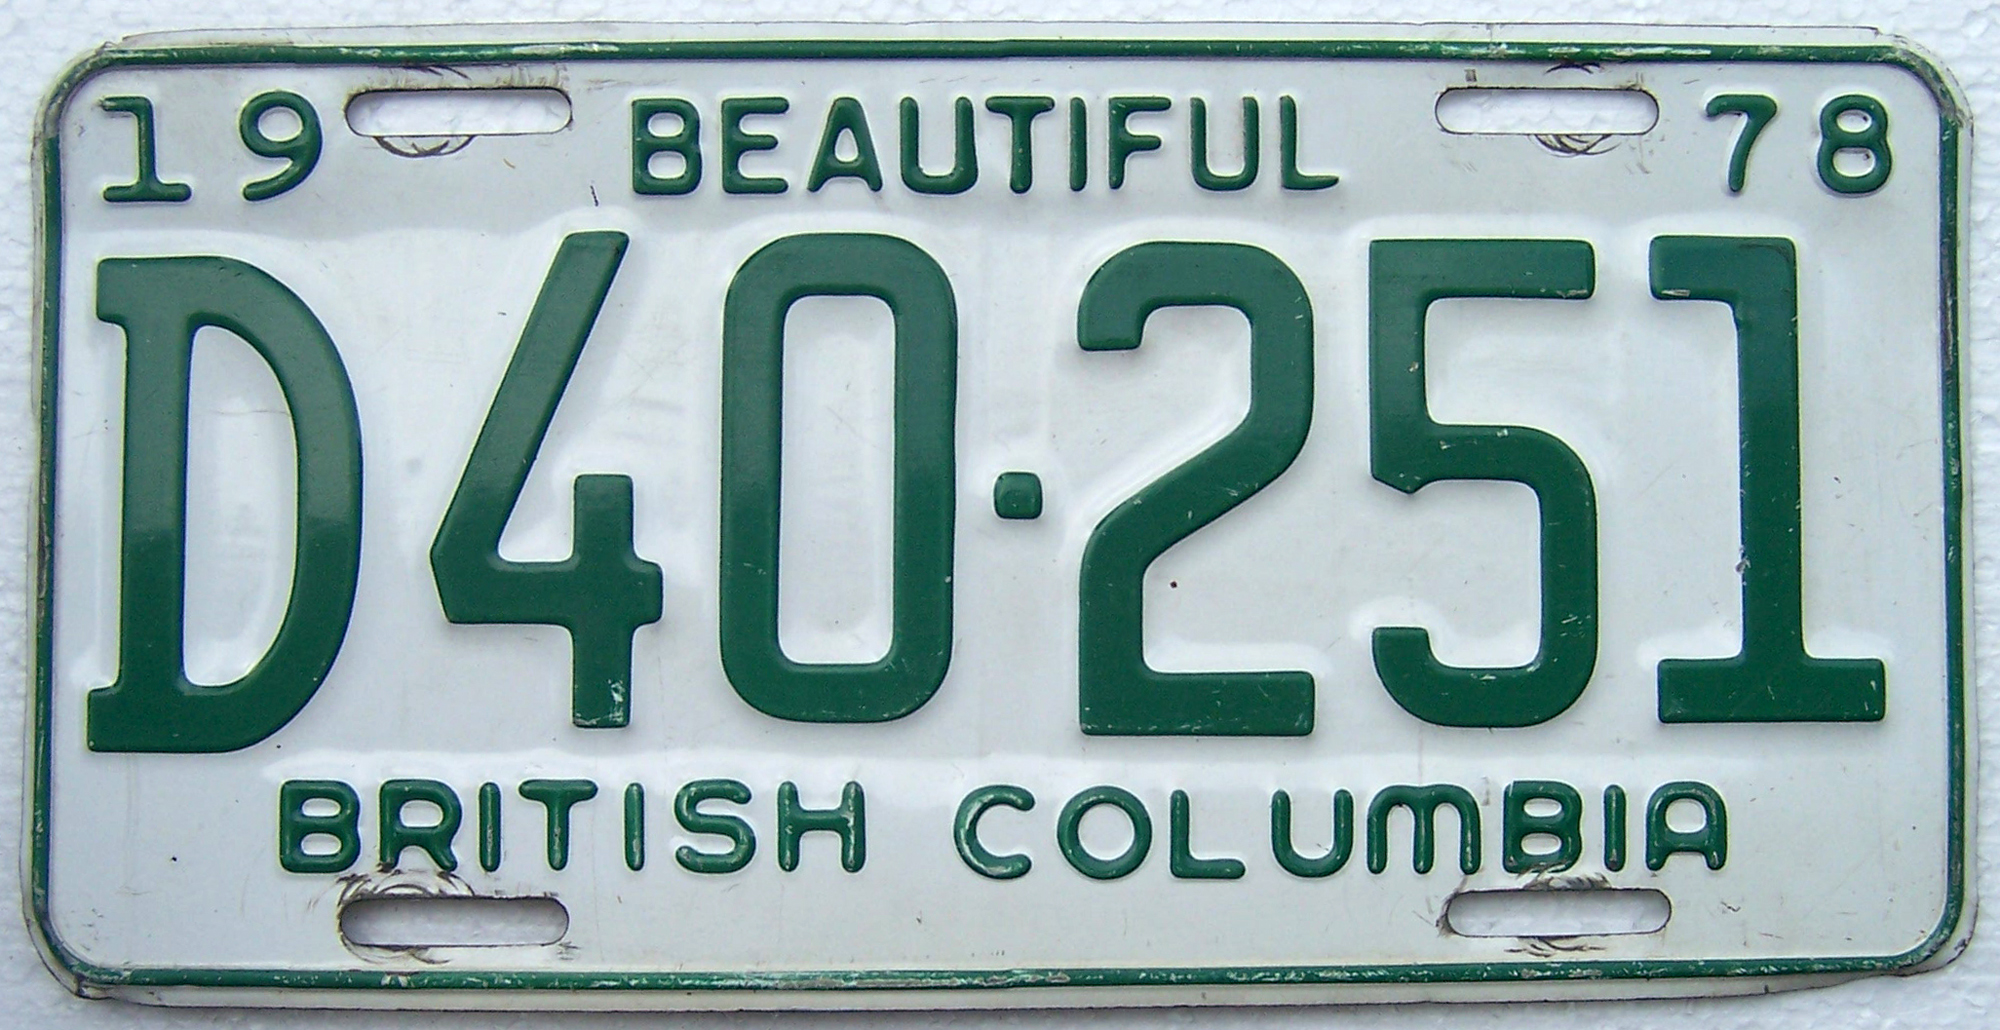 19 BEAUTIFUL 78
D40·251
BRITISH COLUMBIA